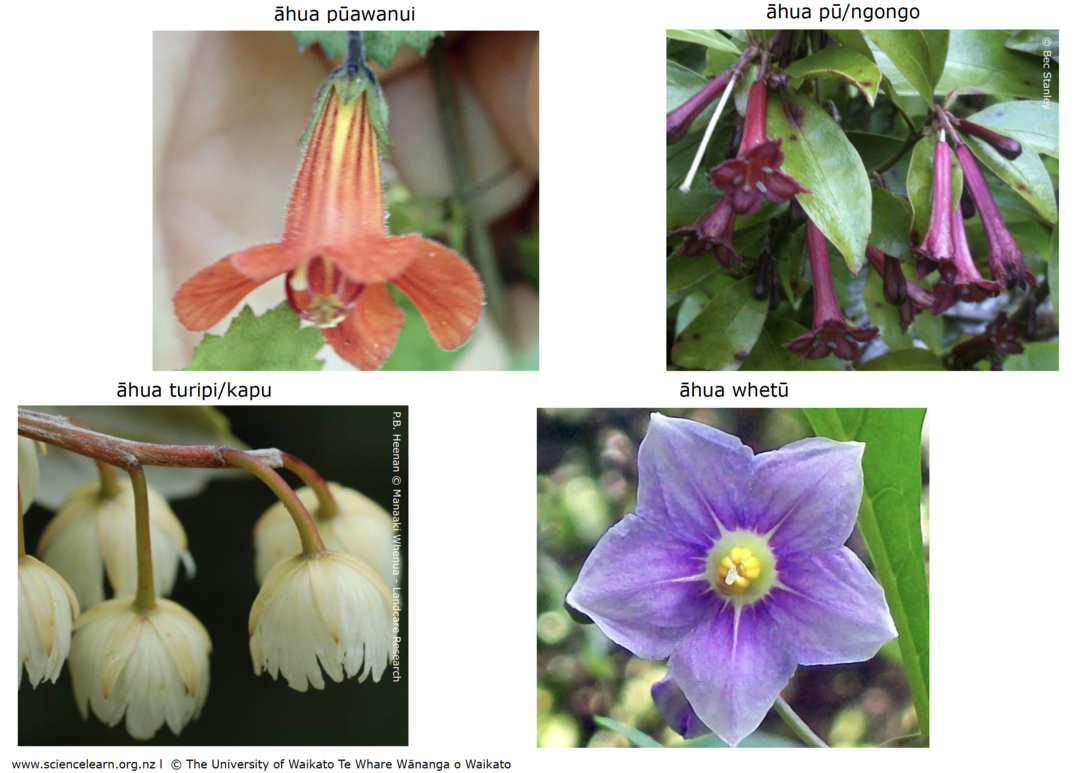 āhua pūawanui
āhua pū/ngongo
© Bec Stanley
āhua turipi/kapu
āhua whetū
P.B. Heenan © Manaaki Whenua - Landcare Research
www.sciencelearn.org.nz l © The University of Waikato Te Whare Wānanga o Waikato